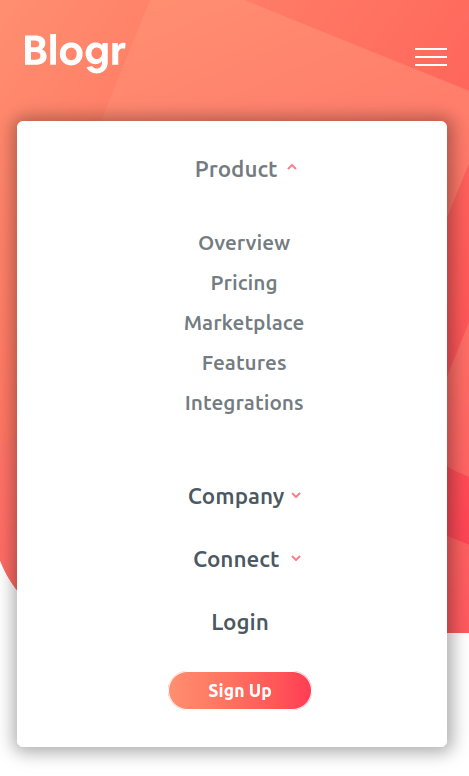 Blogr
Product
Overview
Pricing
Marketplace
Features
Integrations
Company
Connect
Login
Sign Up